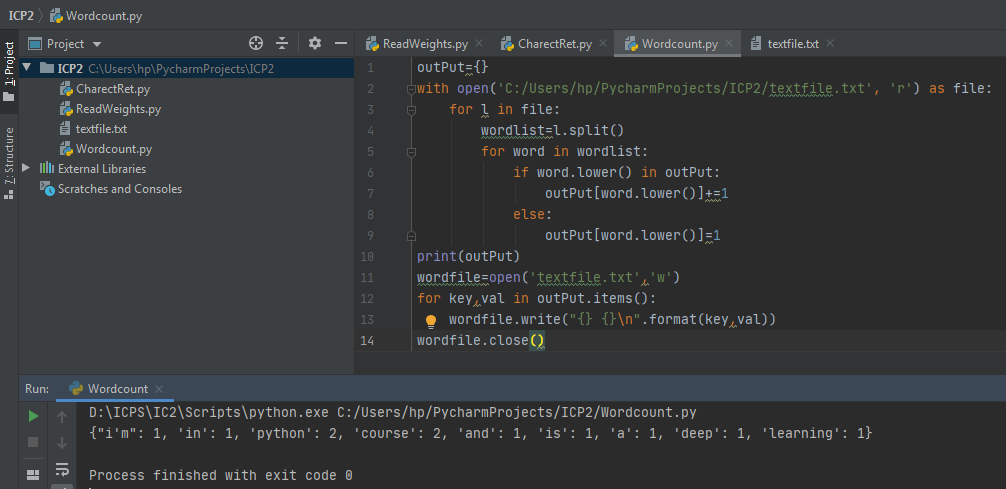 ICP2 Wordcount.py
1: Project
7: Structure
Project
ICP2 C:\Users\hp\PycharmProjects\ICP2
CharectRet.py
ReadWeights.py
textfile.txt
Wordcount.py
External Libraries
Scratches and Consoles
ReadWeights.py CharectRet.py Wordcount.py textfile.txt
1 outPut={}
2 with open('C:/Users/hp/PycharmProjects/ICP2/textfile.txt', 'r') as file:
3 for l in file:
4 wordlist=l.split()
5 for word in wordlist:
6 if word.lower() in outPut:
7 outPut[word.lower()]+=1
8 else:
9 outPut[word.lower()]=1
10 print(outPut)
11 wordfile=open('textfile.txt','w')
12 for key,val in outPut.items():
13 wordfile.write("{} {}\n".format(key,val))
14 wordfile.close()
Run: Wordcount
D:\ICPS\IC2\Scripts\python.exe C:/Users/hp/PycharmProjects/ICP2/Wordcount.py
{"i'm": 1, 'in': 1, 'python': 2, 'course': 2, 'and': 1, 'is': 1, 'a': 1, 'deep': 1, 'learning': 1}
Process finished with exit code 0